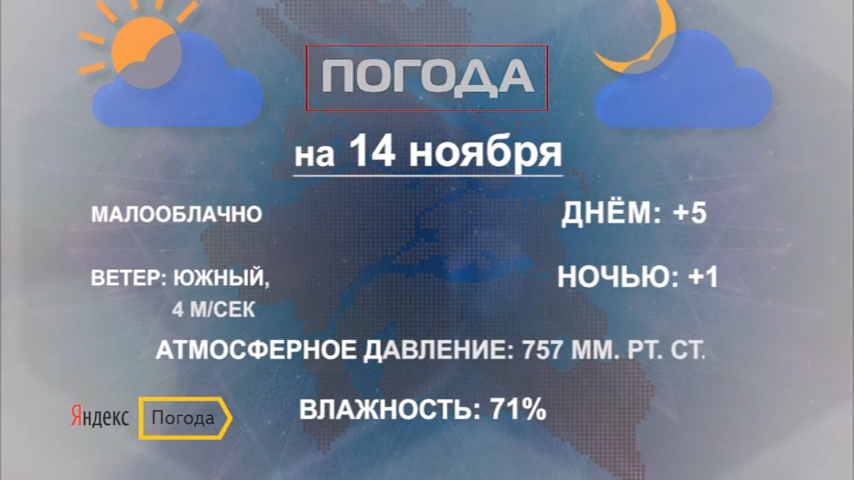 ПОГОДА
на 14 ноября
МАЛООБЛАЧНО
ДНЁМ: +5
ВЕТЕР: ЮЖНЫЙ,
4 М/СЕК
НОЧЬЮ: +1
АТМОСФЕРНОЕ ДАВЛЕНИЕ: 757 ММ. РТ. СТ.
ВЛАЖНОСТЬ: 71%
Яндекс Погода